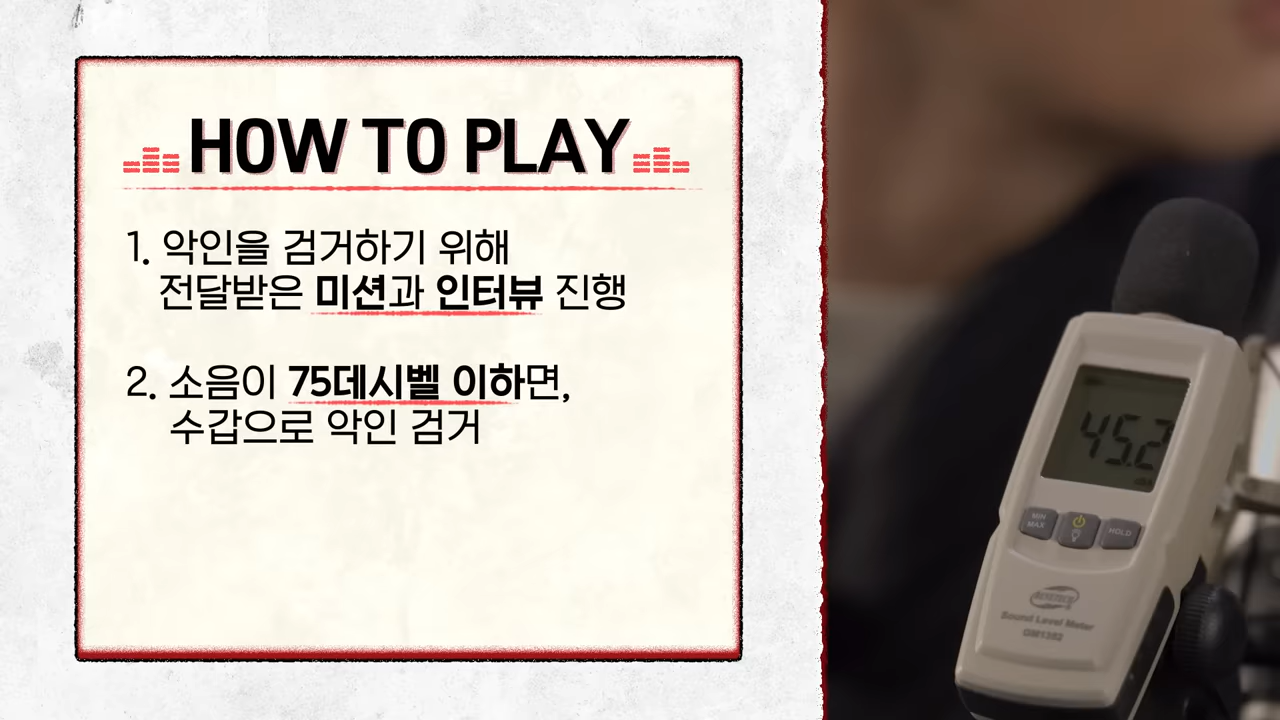 HOW TO PLAY
1. 악인을 검거하기 위해
전달받은 미션과 인터뷰 진행
2. 소음이 75데시벨 이하면,
수갑으로 악인 검거
45.2
MIN
MAX
HOLD
BENETECH
Sound Level Meter
GM1352